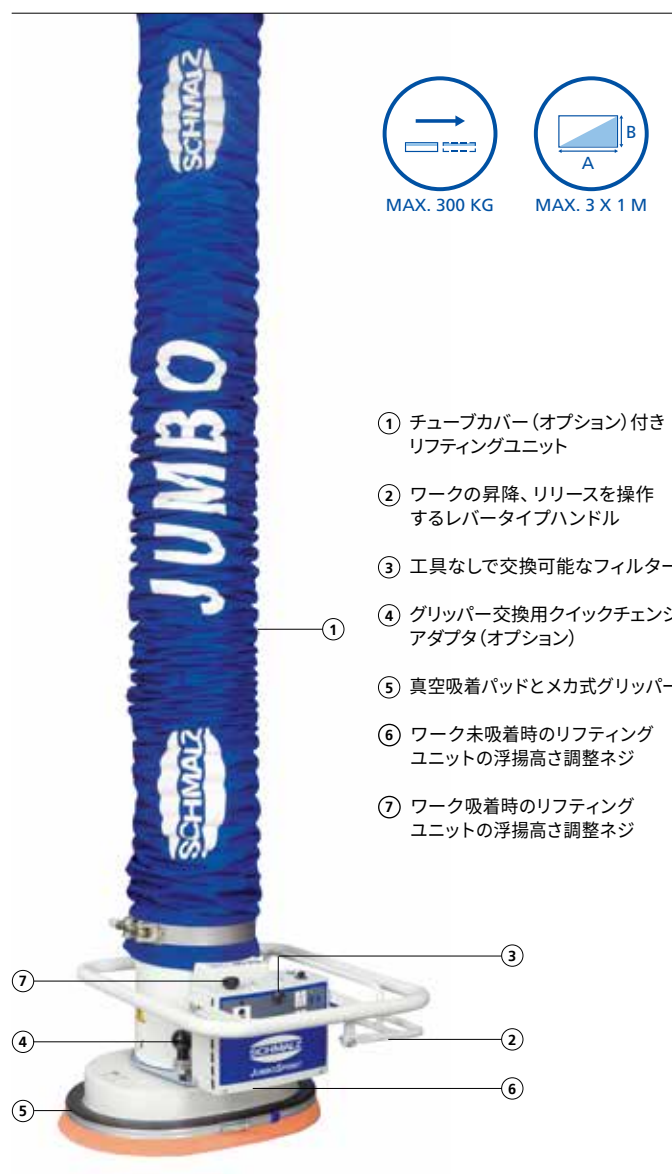 SCHMALZ
JUMBO
SCHMALZ
B
A
MAX. 300 KG
MAX. 3 X 1 M
① チューブカバー(オプション)付き
リフティングユニット
② ワークの昇降、リリースを操作
するレバータイプハンドル
③ 工具なしで交換可能なフィルター
④ グリッパー交換用クイックチェンジ
アダプタ(オプション)
⑤ 真空吸着パッドとメカ式グリッパー
⑥ ワーク未吸着時のリフティング
ユニットの浮揚高さ調整ネジ
⑦ ワーク吸着時のリフティング
ユニットの浮揚高さ調整ネジ
①
③
⑦
②
④
SCHMALZ
JUMBOSPRINT
⑥
⑤